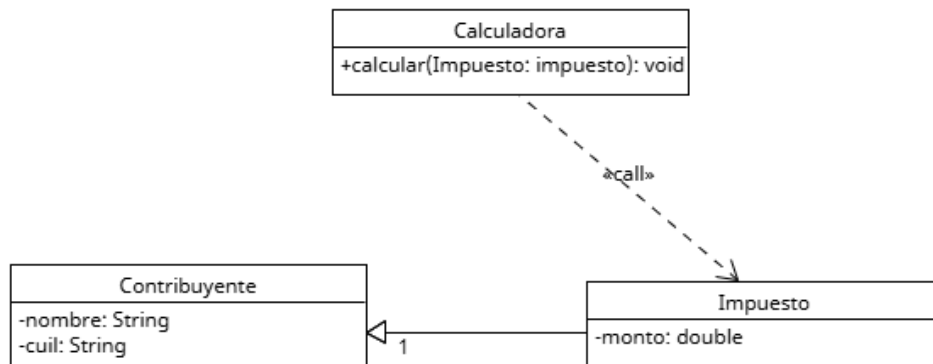 Calculadora
+calcular(Impuesto: impuesto): void
«call»
Contribuyente
-nombre: String
-cuil: String
1
Impuesto
-monto: double